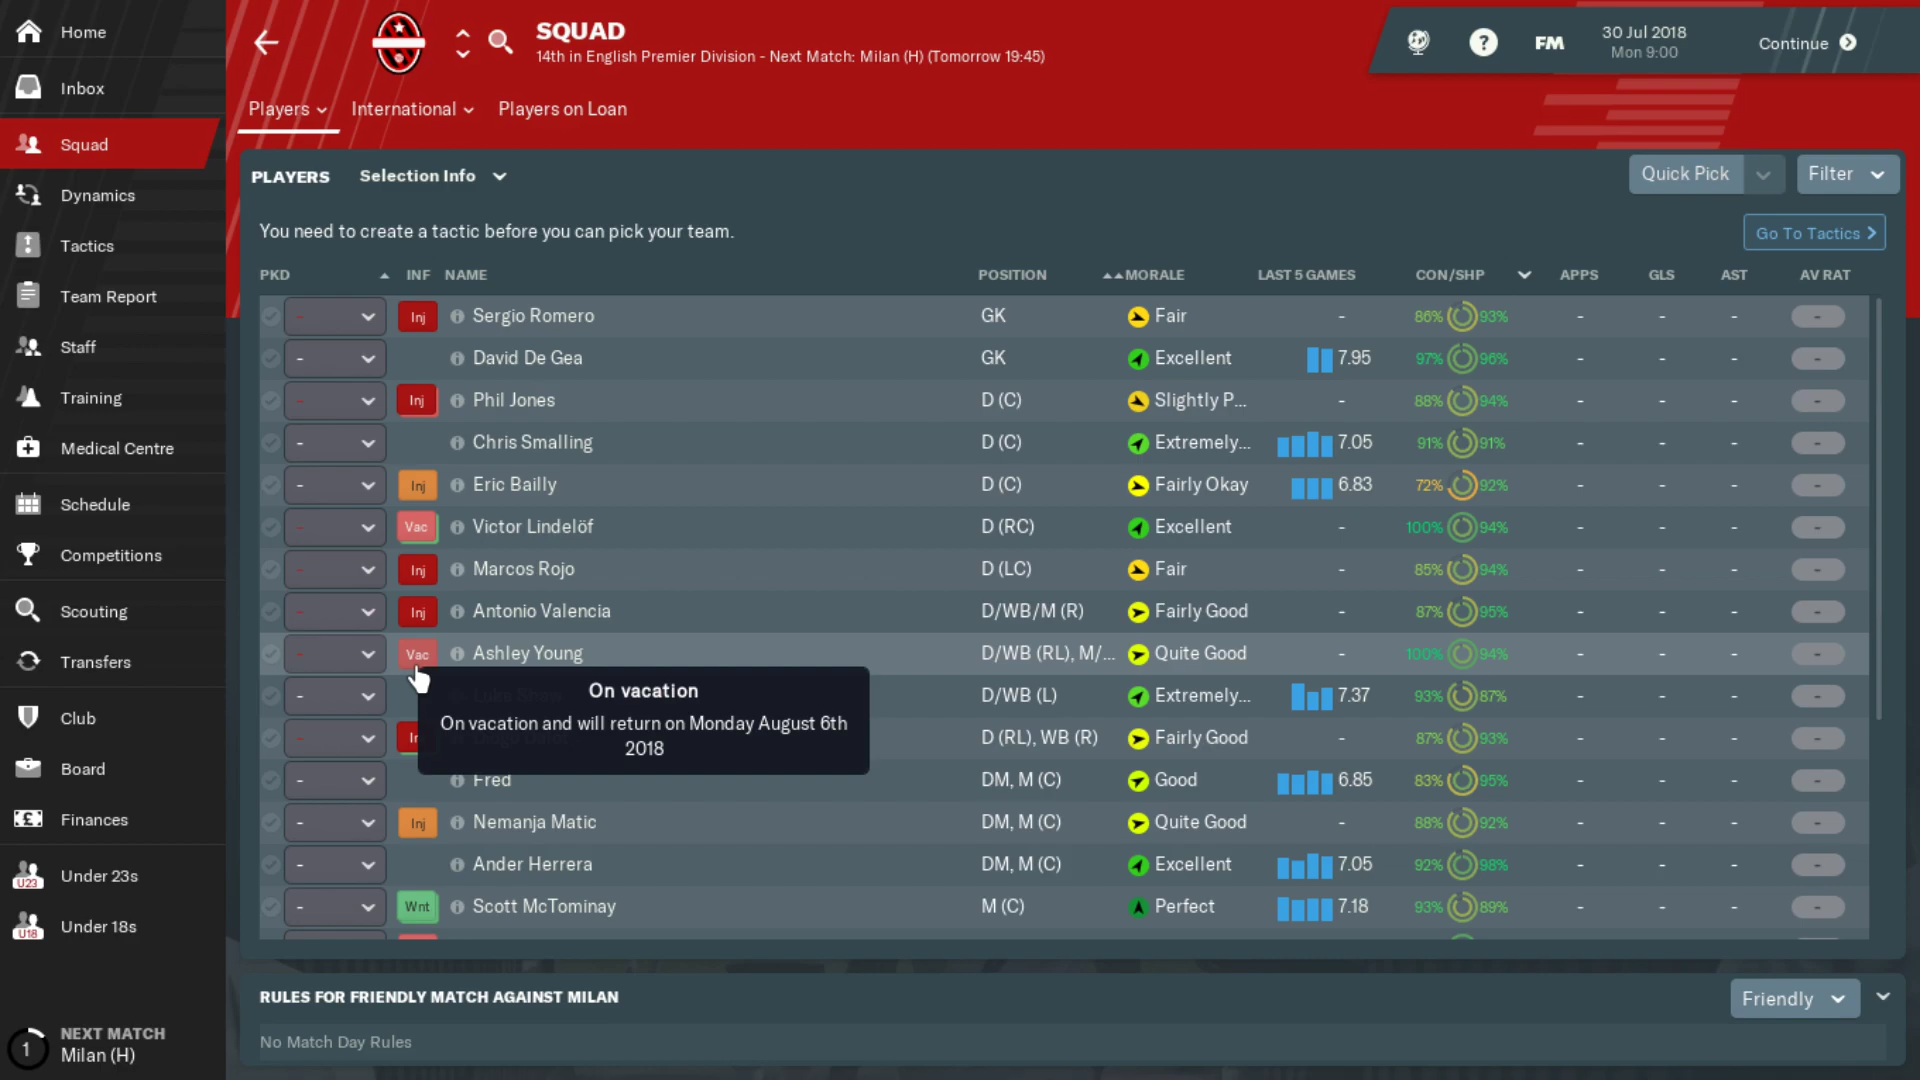 Home
Inbox
Squad
Dynamics
Tactics
Team Report
Staff
Training
Medical Centre
Schedule
Competitions
Scouting
Transfers
Club
Board
Finances
U23 Under 23s
U18 Under 18s
1 NEXT MATCH
Milan (H)
SQUAD
14th in English Premier Division - Next Match: Milan (H) (Tomorrow 19:45)
? FM 30 Jul 2018 Continue
Mon 9:00
Players International Players on Loan
PLAYERS Selection Info Quick Pick Filter
You need to create a tactic before you can pick your team. Go To Tactics
PKD INF NAME POSITION MORALE LAST 5 GAMES CON/SHP APPS GLS AST AV RAT
- Inj Sergio Romero GK Fair - 86% 93% - - - -
- David De Gea GK Excellent 7.95 97% 96% - - - -
- Inj Phil Jones D (C) Slightly P... - 88% 94% - - - -
- Chris Smalling D (C) Extremely... 7.05 91% 91% - - - -
- Inj Eric Bailly D (C) Fairly Okay 6.83 72% 92% - - - -
- Vac Victor Lindelöf D (RC) Excellent - 100% 94% - - - -
- Inj Marcos Rojo D (LC) Fair - 85% 94% - - - -
- Inj Antonio Valencia D/WB/M (R) Fairly Good - 87% 95% - - - -
- Vac Ashley Young D/WB (RL), M/... Quite Good - 100% 94% - - - -
- Luke Shaw D/WB (L) Extremely... 7.37 93% 87% - - - -
- D (RL), WB (R) Fairly Good - 87% 93% - - - -
On vacation
On vacation and will return on Monday August 6th
2018
- Fred DM, M (C) Good 6.85 83% 95% - - - -
- Inj Nemanja Matic DM, M (C) Quite Good - 88% 92% - - - -
- Ander Herrera DM, M (C) Excellent 7.05 92% 98% - - - -
- Wnt Scott McTominay M (C) Perfect 7.18 93% 89% - - - -
RULES FOR FRIENDLY MATCH AGAINST MILAN Friendly
No Match Day Rules